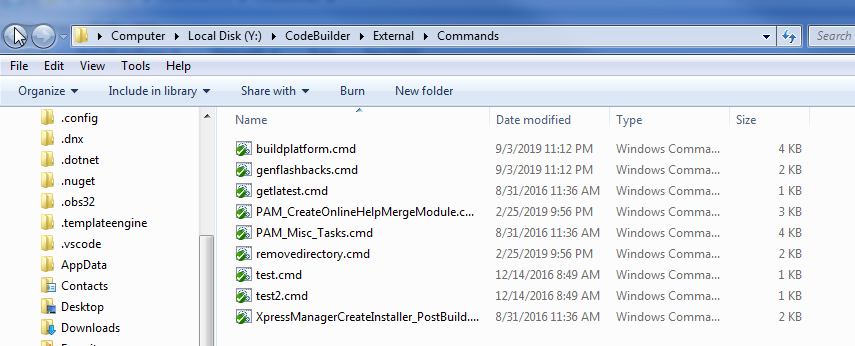 Computer ▸ Local Disk (Y:) ▸ CodeBuilder ▸ External ▸ Commands Search
File Edit View Tools Help
Organize Include in library Share with Burn New folder
.config
.dnx
.dotnet
.nuget
.obs32
.templateengine
.vscode
AppData
Contacts
Desktop
Downloads
Name Date modified Type Size
buildplatform.cmd 9/3/2019 11:12 PM Windows Comma... 4 KB
genflashbacks.cmd 9/3/2019 11:12 PM Windows Comma... 2 KB
getlatest.cmd 8/31/2016 11:36 AM Windows Comma... 1 KB
PAM_CreateOnlineHelpMergeModule.c... 2/25/2019 9:56 PM Windows Comma... 3 KB
PAM_Misc_Tasks.cmd 8/31/2016 11:36 AM Windows Comma... 4 KB
removedirectory.cmd 2/25/2019 9:56 PM Windows Comma... 2 KB
test.cmd 12/14/2016 8:49 AM Windows Comma... 1 KB
test2.cmd 12/14/2016 8:49 AM Windows Comma... 1 KB
XpressManagerCreateInstaller_PostBuild.... 8/31/2016 11:36 AM Windows Comma... 2 KB